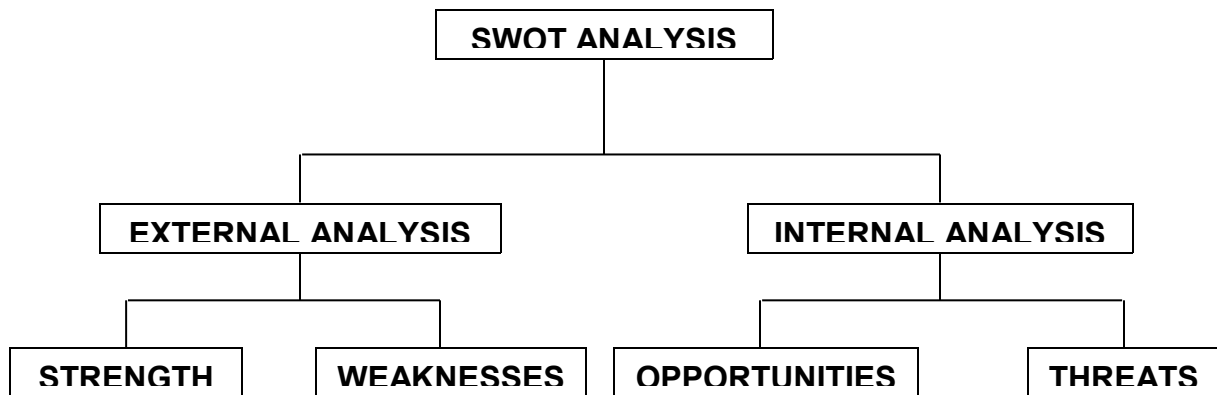 SWOT ANALYSIS
EXTERNAL ANALYSIS
INTERNAL ANALYSIS
STRENGTH
WEAKNESSES
OPPORTUNITIES
THREATS